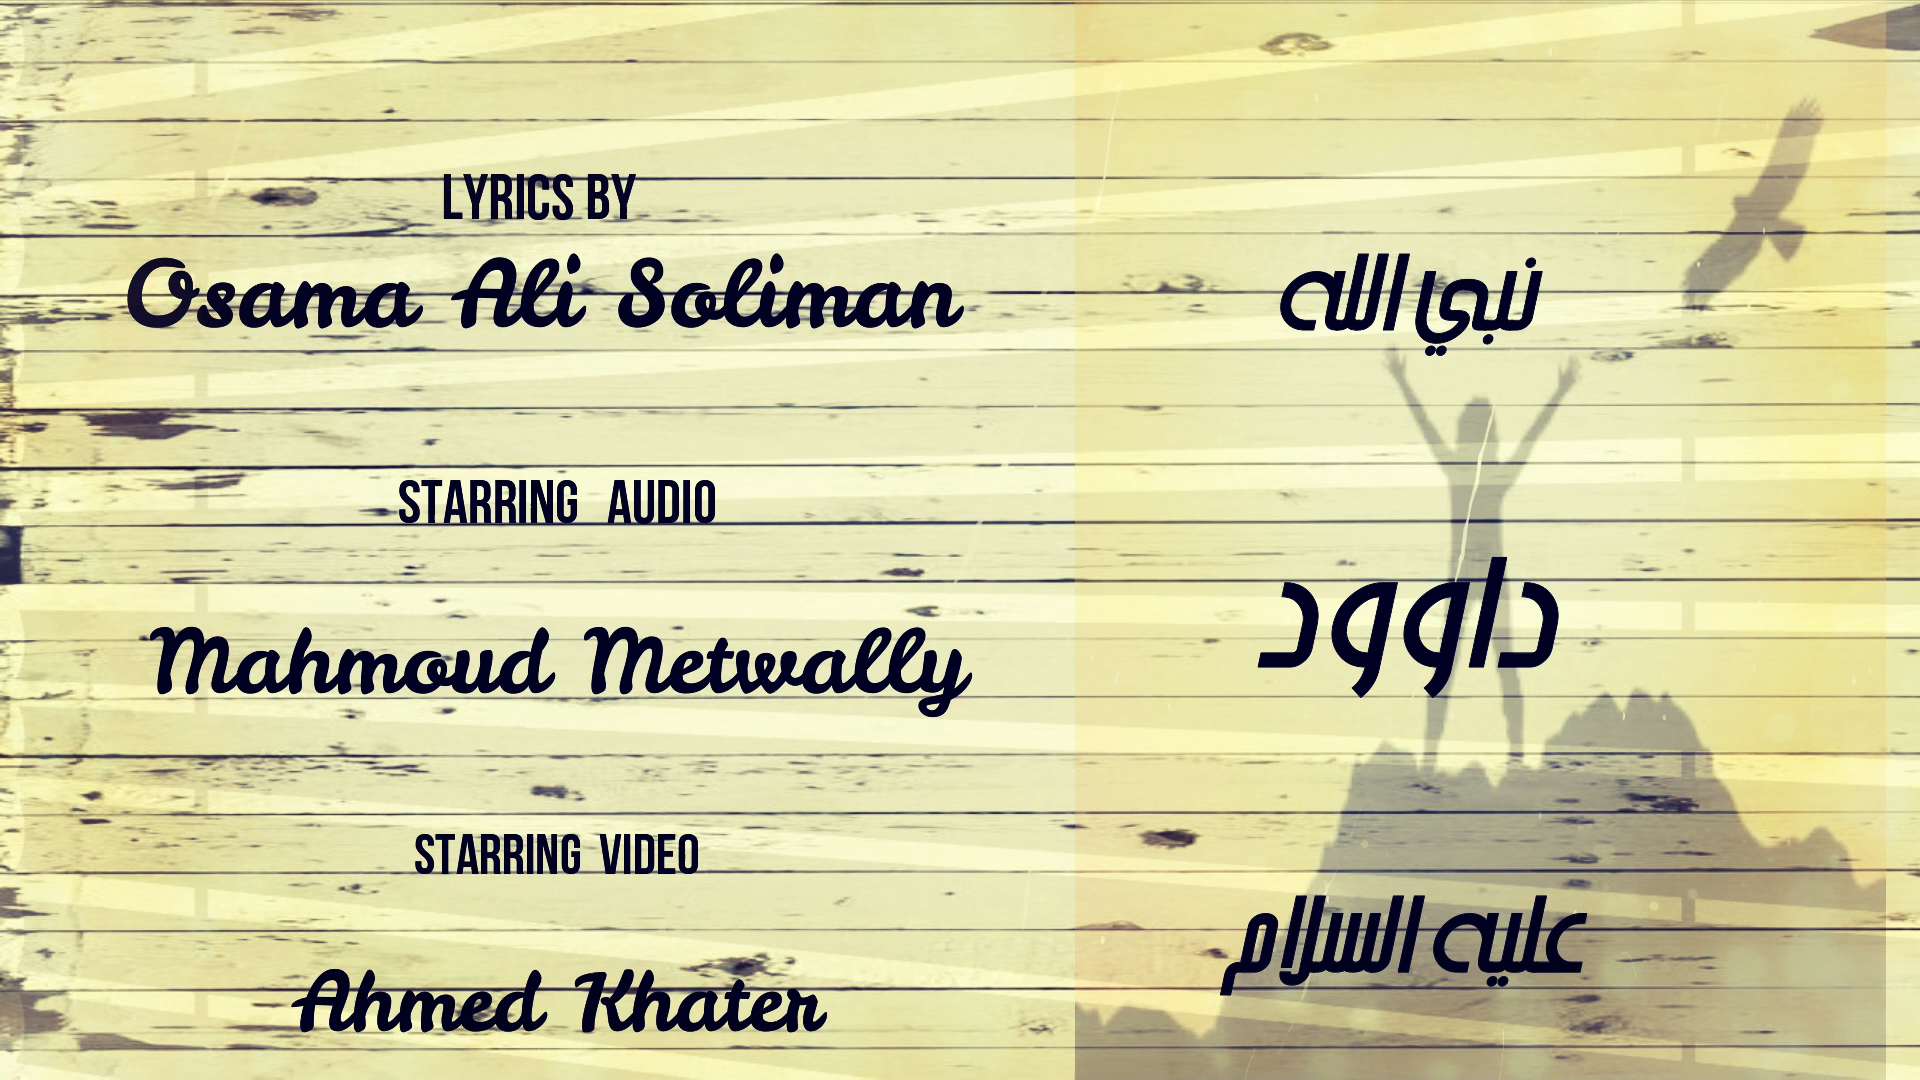 LYRICS BY
Osama Ali Soliman
STARRING AUDIO
Mahmoud Metwally
STARRING VIDEO
Ahmed Khater
نبي الله
داوود
عليه السلام